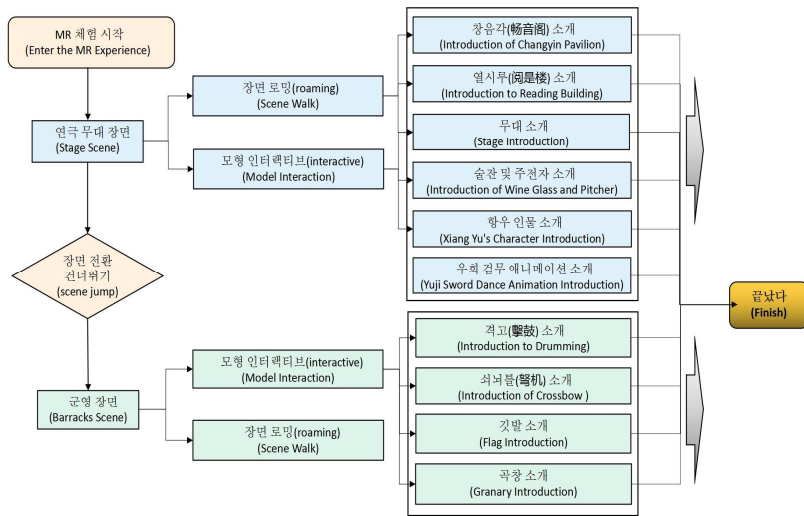 MR 체험 시작
(Enter the MR Experience)
연극 무대 장면
(Stage Scene)
장면 전환
건너뛰기
(scene jump)
군영 장면
(Barracks Scene)
장면 로밍(roaming)
(Scene Walk)
모형 인터랙티브(interactive)
(Model Interaction)
모형 인터랙티브(interactive)
(Model Interaction)
장면 로밍(roaming)
(Scene Walk)
창음각(畅音阁) 소개
(Introduction of Changyin Pavilion)
열시루(阅是楼) 소개
(Introduction to Reading Building)
무대 소개
(Stage Introduction)
술잔 및 주전자 소개
(Introduction of Wine Glass and Pitcher)
항우 인물 소개
(Xiang Yu's Character Introduction)
우희 검무 애니메이션 소개
(Yuji Sword Dance Animation Introduction)
격고(擊鼓) 소개
(Introduction to Drumming)
쇠뇌틀(弩机) 소개
(Introduction of Crossbow )
깃발 소개
(Flag Introduction)
곡창 소개
(Granary Introduction)
끝났다
(Finish)